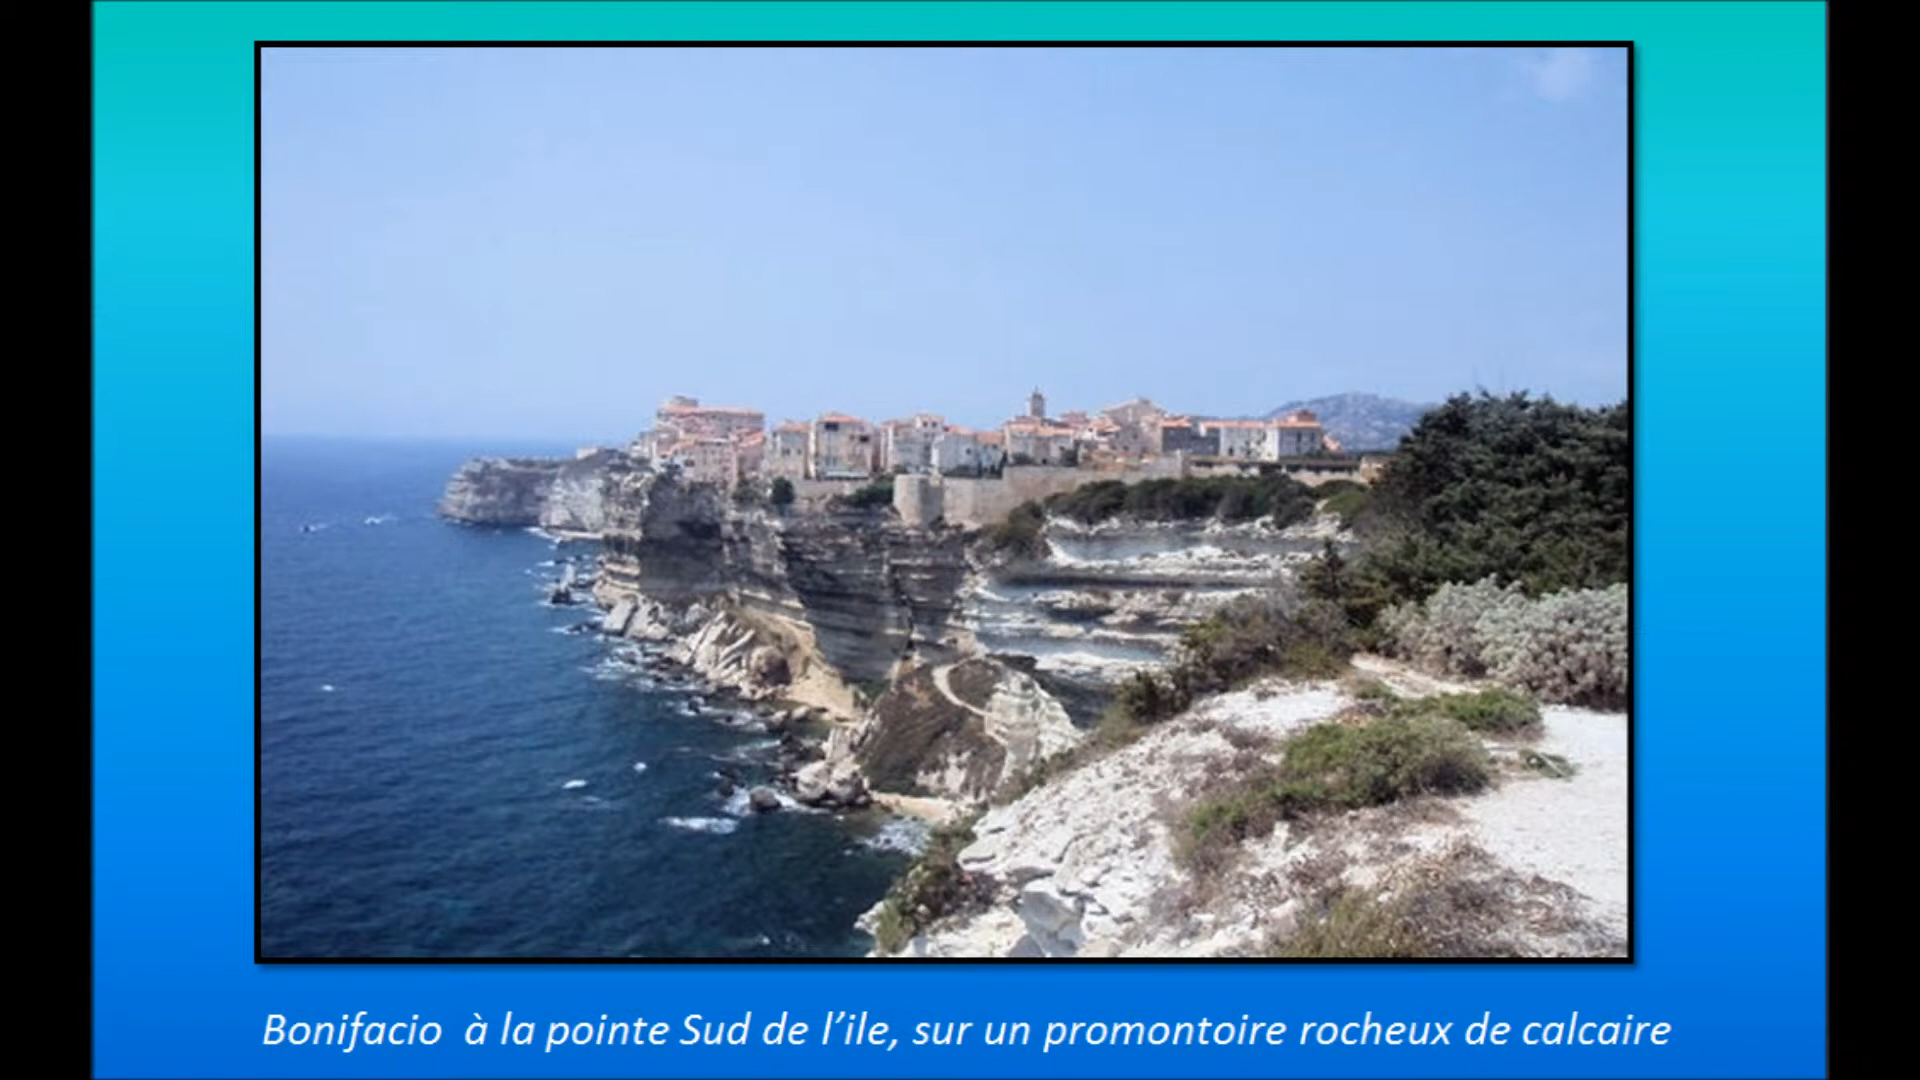 Bonifacio  à la pointe Sud de l’ile, sur un promontoire rocheux de calcaire